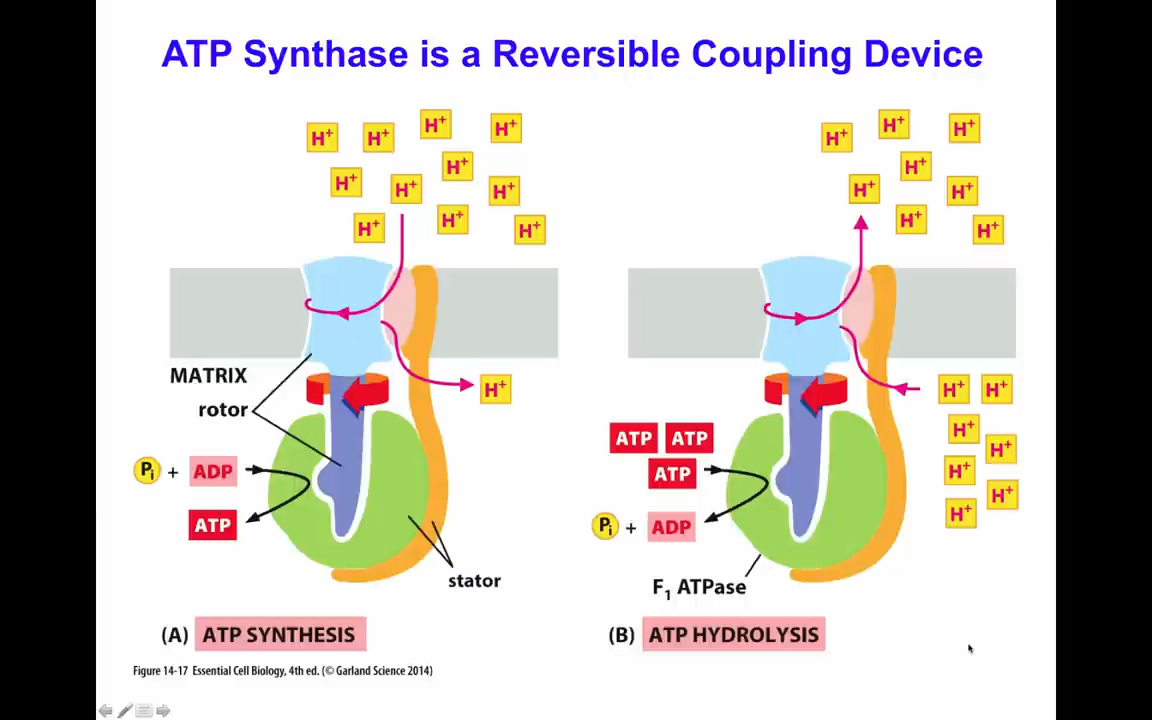 ATP Synthase is a Reversible Coupling Device
H+ H+ H+ H+
H+ H+ H+ H+
H+ H+ H+
H+ H+ H+
H+ H+ H+
H+ H+
MATRIX
rotor
H+
Pi + ADP
ATP
stator
(A) ATP SYNTHESIS
H+ H+
ATP ATP
ATP
H+
H+
H+
H+
H+
Pi + ADP
F1 ATPase
(B) ATP HYDROLYSIS
Figure 14-17 Essential Cell Biology, 4th ed. (© Garland Science 2014)